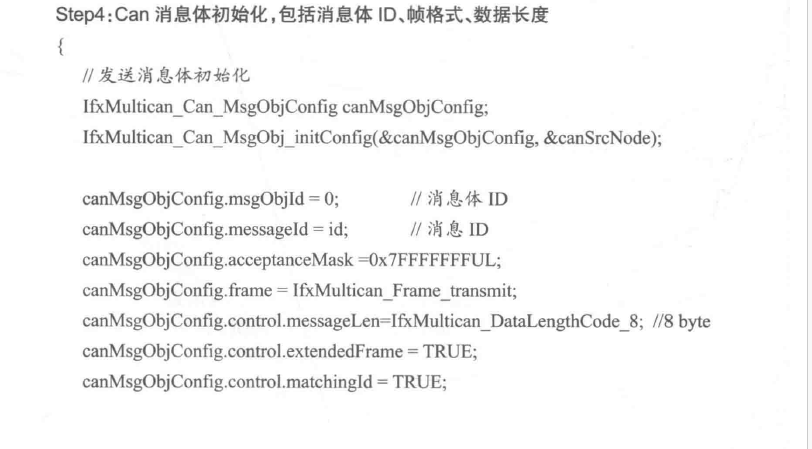 Step4:Can 消息体初始化,包括消息体 ID、帧格式、数据长度
{
// 发送消息体初始化
IfxMultican_Can_MsgObjConfig canMsgObjConfig;
IfxMultican_Can_MsgObj_initConfig(&canMsgObjConfig, &canSrcNode);
canMsgObjConfig.msgObjId = 0; // 消息体 ID
canMsgObjConfig.messageId = id; // 消息 ID
canMsgObjConfig.acceptanceMask =0x7FFFFFFFUL;
canMsgObjConfig.frame = IfxMultican_Frame_transmit;
canMsgObjConfig.control.messageLen=IfxMultican_DataLengthCode_8; //8 byte
canMsgObjConfig.control.extendedFrame = TRUE;
canMsgObjConfig.control.matchingId = TRUE;